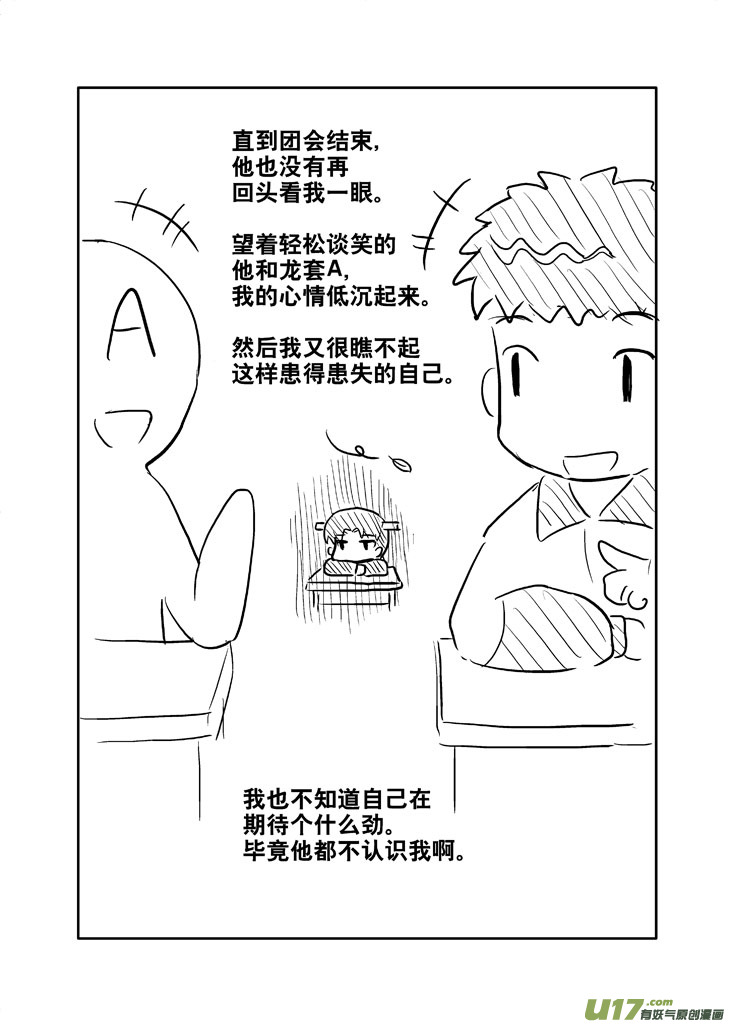 直到团会结束,
他也没有再
回头看我一眼。
望着轻松谈笑的
他和龙套A,
我的心情低沉起来。
然后我又很瞧不起
这样患得患失的自己。
A
我也不知道自己在
期待个什么劲。
毕竟他都不认识我啊。
U17.com
有妖气原创漫画